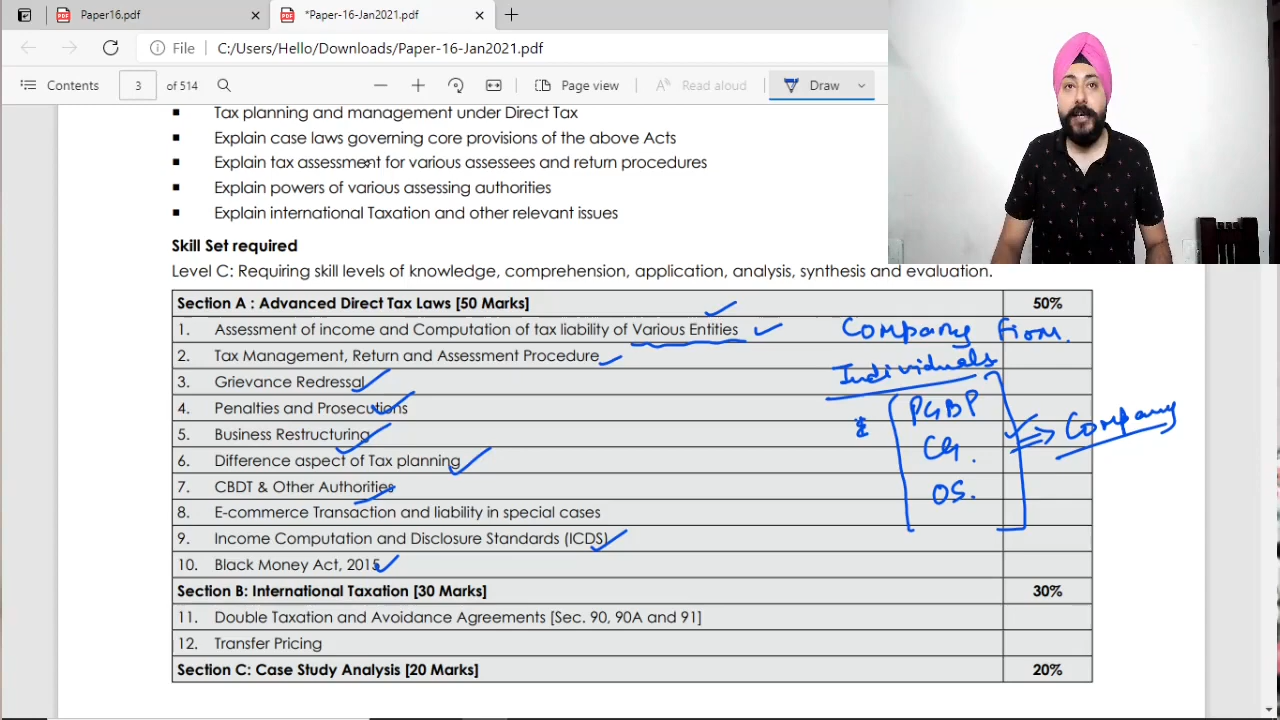 Paper16.pdf
*Paper-16-Jan2021.pdf
File
C:/Users/Hello/Downloads/Paper-16-Jan2021.pdf
Contents
3
of 514
Page view
Read aloud
Draw
Tax planning and management under Direct Tax
Explain case laws governing core provisions of the above Acts
Explain tax assessment for various assessees and return procedures
Explain powers of various assessing authorities
Explain international Taxation and other relevant issues
Skill Set required
Level C: Requiring skill levels of knowledge, comprehension, application, analysis, synthesis and evaluation.
Section A : Advanced Direct Tax Laws [50 Marks] 50%
1. Assessment of income and Computation of tax liability of Various Entities
Company Firm.
2. Tax Management, Return and Assessment Procedure
Individuals
3. Grievance Redressal
4. Penalties and Prosecutions
PGBP
Company
5. Business Restructuring
CG.
6. Difference aspect of Tax planning
7. CBDT & Other Authorities
OS.
8. E-commerce Transaction and liability in special cases
9. Income Computation and Disclosure Standards (ICDS)
10. Black Money Act, 2015
Section B: International Taxation [30 Marks] 30%
11. Double Taxation and Avoidance Agreements [Sec. 90, 90A and 91]
12. Transfer Pricing
Section C: Case Study Analysis [20 Marks] 20%